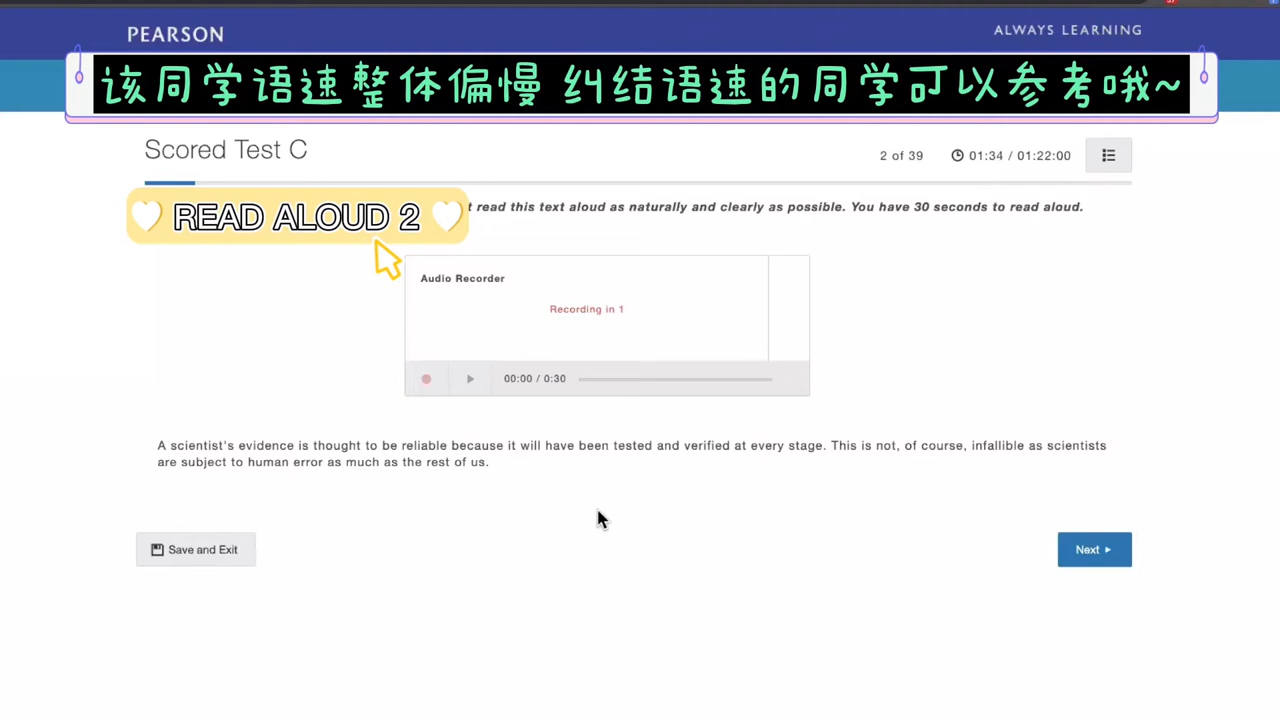 PEARSON
ALWAYS LEARNING
该同学语速整体偏慢 纠结语速的同学可以参考哦~
Scored Test C
2 of 39
01:34 / 01:22:00
READ ALOUD 2
read this text aloud as naturally and clearly as possible. You have 30 seconds to read aloud.
Audio Recorder
Recording in 1
00:00 / 0:30
A scientist's evidence is thought to be reliable because it will have been tested and verified at every stage. This is not, of course, infallible as scientists
are subject to human error as much as the rest of us.
Save and Exit
Next